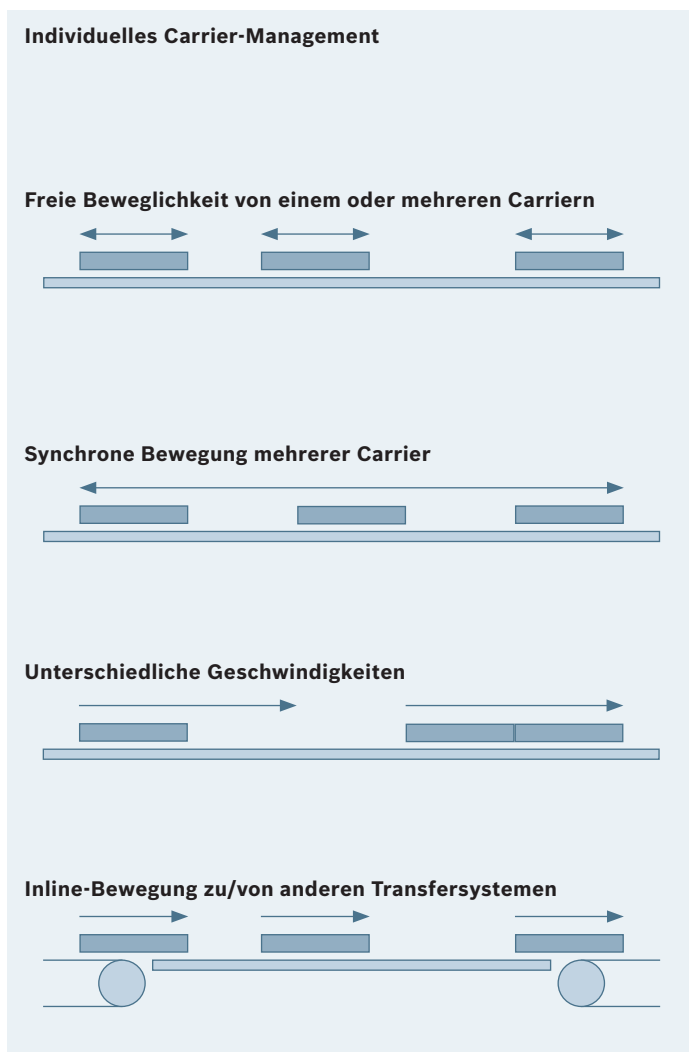 Individuelles Carrier-Management
Freie Beweglichkeit von einem oder mehreren Carriern
Synchrone Bewegung mehrerer Carrier
Unterschiedliche Geschwindigkeiten
Inline-Bewegung zu/von anderen Transfersystemen